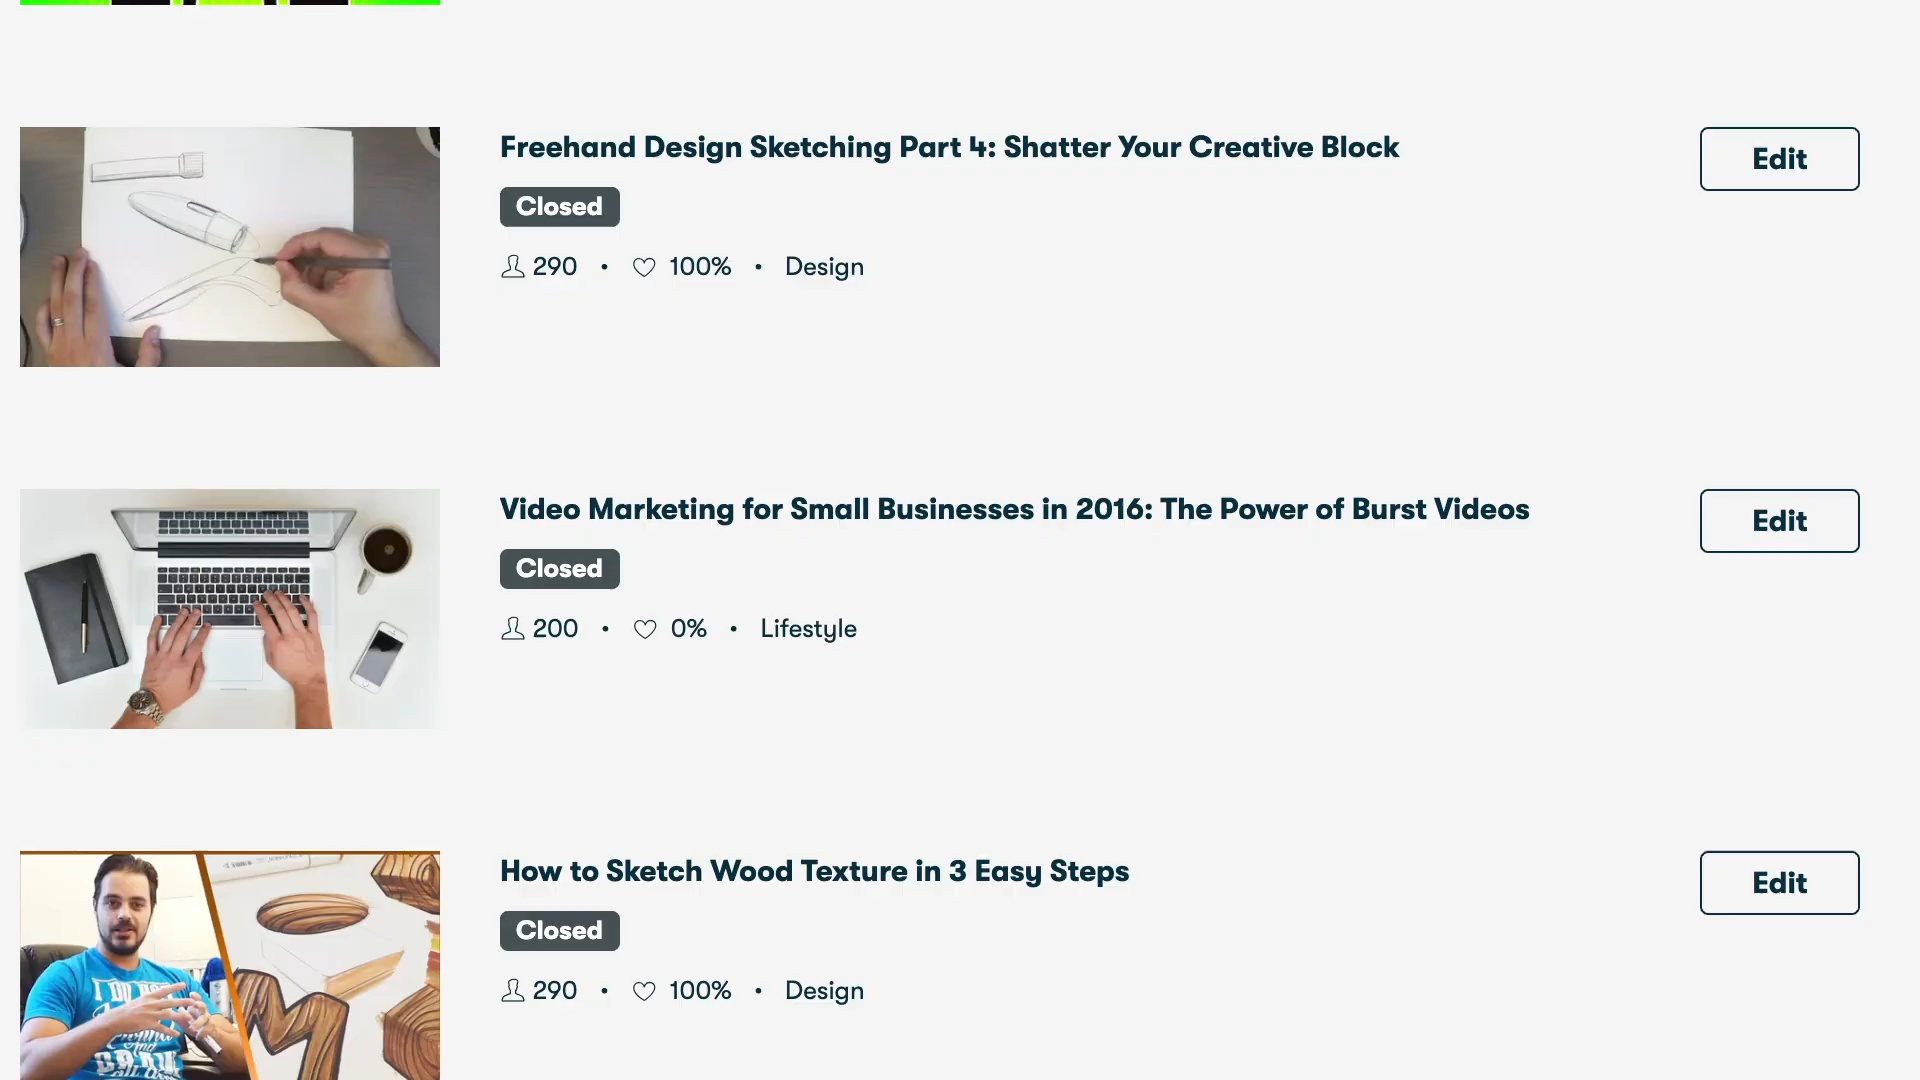 Freehand Design Sketching Part 4: Shatter Your Creative Block
Edit
Closed
290 • 100% • Design
Video Marketing for Small Businesses in 2016: The Power of Burst Videos
Edit
Closed
200 • 0% • Lifestyle
How to Sketch Wood Texture in 3 Easy Steps
Edit
Closed
290 • 100% • Design